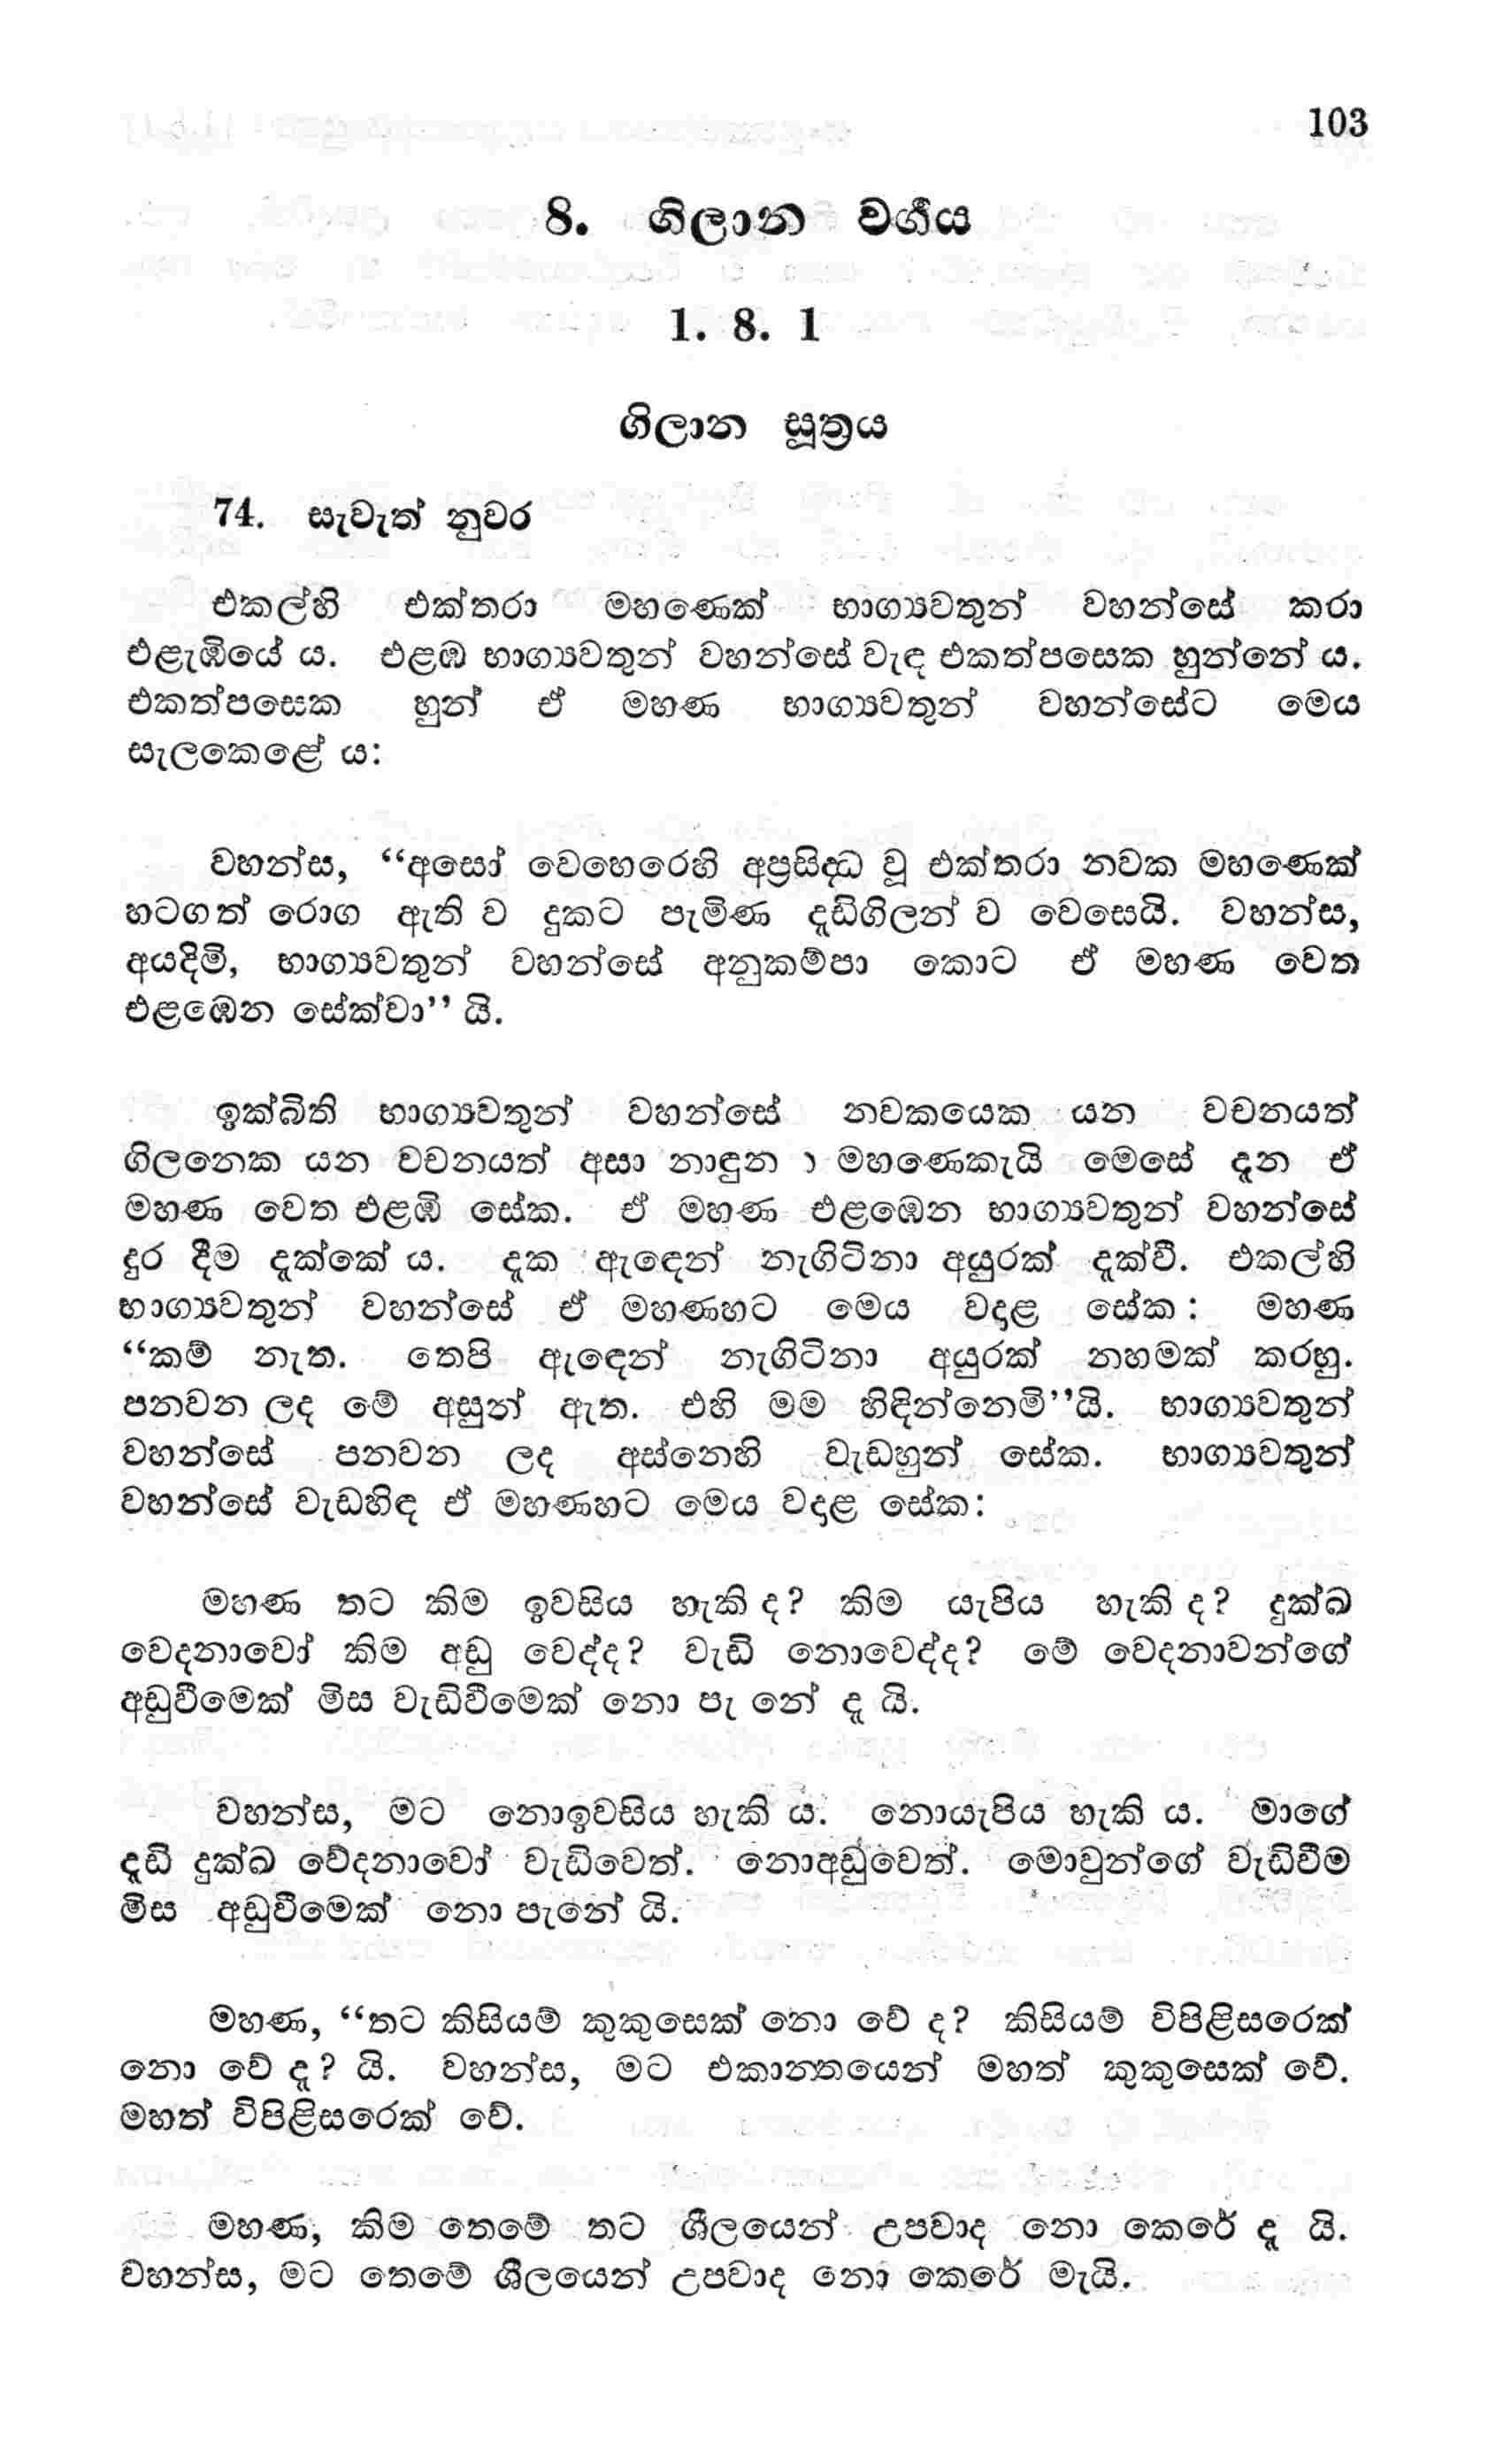 103
8. ගිලාන වර්‍ගය
1. 8. 1
ගිලාන සූත්‍රය
74. සැවැත් නුවර
එකල්හි එක්තරා මහණෙක් භාග්‍යවතුන් වහන්සේ කරා
එළැඹියේ ය. එළඹ භාග්‍යවතුන් වහන්සේ වැඳ එකත්පසෙක හුන්නේ ය.
එකත්පසෙක හුන් ඒ මහණ භාග්‍යවතුන් වහන්සේට මෙය
සැලකෙළේ ය:
වහන්ස, “අසෝ වෙහෙරෙහි අප්‍රසිද්ධ වූ එක්තරා නවක මහණෙක්
හටගත් රොග ඇති ව දුකට පැමිණ දැඩිගිලන් ව වෙසෙයි. වහන්ස,
අයදිමි, භාග්‍යවතුන් වහන්සේ අනුකම්පා කොට ඒ මහණ වෙත
එළඹෙන සේක්වා” යි.
ඉක්බිති භාග්‍යවතුන් වහන්සේ නවකයෙක යන වචනයත්
ගිලනෙක යන වචනයත් අසා නාඳුන ා මහණෙකැයි මෙසේ දැන ඒ
මහණ වෙත එළඹි සේක. ඒ මහණ එළඹෙන භාග්‍යවතුන් වහන්සේ
දුර දීම දැක්කේ ය. දැක ඇඳෙන් නැගිටිනා අයුරක් දැක්වී. එකල්හි
භාග්‍යවතුන් වහන්සේ ඒ මහණහට මෙය වදාළ සේක : මහණ
“කම් නැත. තෙපි ඇඳෙන් නැගිටිනා අයුරක් නහමක් කරහු.
පනවන ලද මේ අසුන් ඇත. එහි මම හිඳින්නෙමි”යි. භාග්‍යවතුන්
වහන්සේ පනවන ලද අස්නෙහි වැඩහුන් සේක. භාග්‍යවතුන්
වහන්සේ වැඩහිඳ ඒ මහණහට මෙය වදාළ සේක:
මහණ තට කිම ඉවසිය හැකි ද? කිම යැපිය හැකි ද? දුක්ඛ
වෙදනාවෝ කිම අඩු වෙද්ද? වැඩි නොවෙද්ද? මේ වෙදනාවන්ගේ
අඩුවීමෙක් මිස වැඩිවීමෙක් නො පැ නේ දැ යි.
වහන්ස, මට නොඉවසිය හැකි ය. නොයැපිය හැකි ය. මාගේ
දැඩි දුක්ඛ වේදනාවෝ වැඩිවෙත්. නොඅඩුවෙත්. මොවුන්ගේ වැඩිවීම
මිස අඩුවීමෙක් නො පැනේ යි.
මහණ, “තට කිසියම් කුකුසෙක් නො වේ ද? කිසියම් විපිළිසරෙක්
නො වේ දැ? යි. වහන්ස, මට එකාන්තයෙන් මහත් කුකුසෙක් වේ.
මහත් විපිළිසරෙක් වේ.
මහණ, කිම තෙමේ තට ශීලයෙන් උපවාද නො කෙරේ දැ යි.
වහන්ස, මට තෙමේ ශීලයෙන් උපවාද නො කෙරේ මැයි.